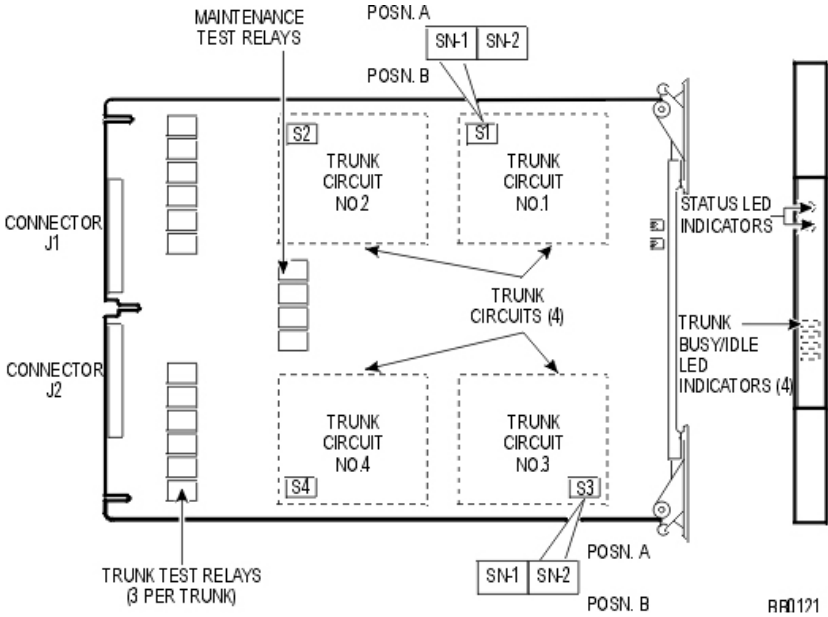 MAINTENANCE
TEST RELAYS
POSN. A
SN-1 SN-2
POSN. B
S2
S1
TRUNK
CIRCUIT
NO.2
TRUNK
CIRCUIT
NO.1
CONNECTOR
J1
STATUS LED
INDICATORS
TRUNK
CIRCUITS (4)
TRUNK
BUSY/IDLE
LED
INDICATORS (4)
CONNECTOR
J2
TRUNK
CIRCUIT
NO.4
TRUNK
CIRCUIT
NO.3
S4
S3
POSN. A
SN-1 SN-2
POSN. B
TRUNK TEST RELAYS
(3 PER TRUNK)